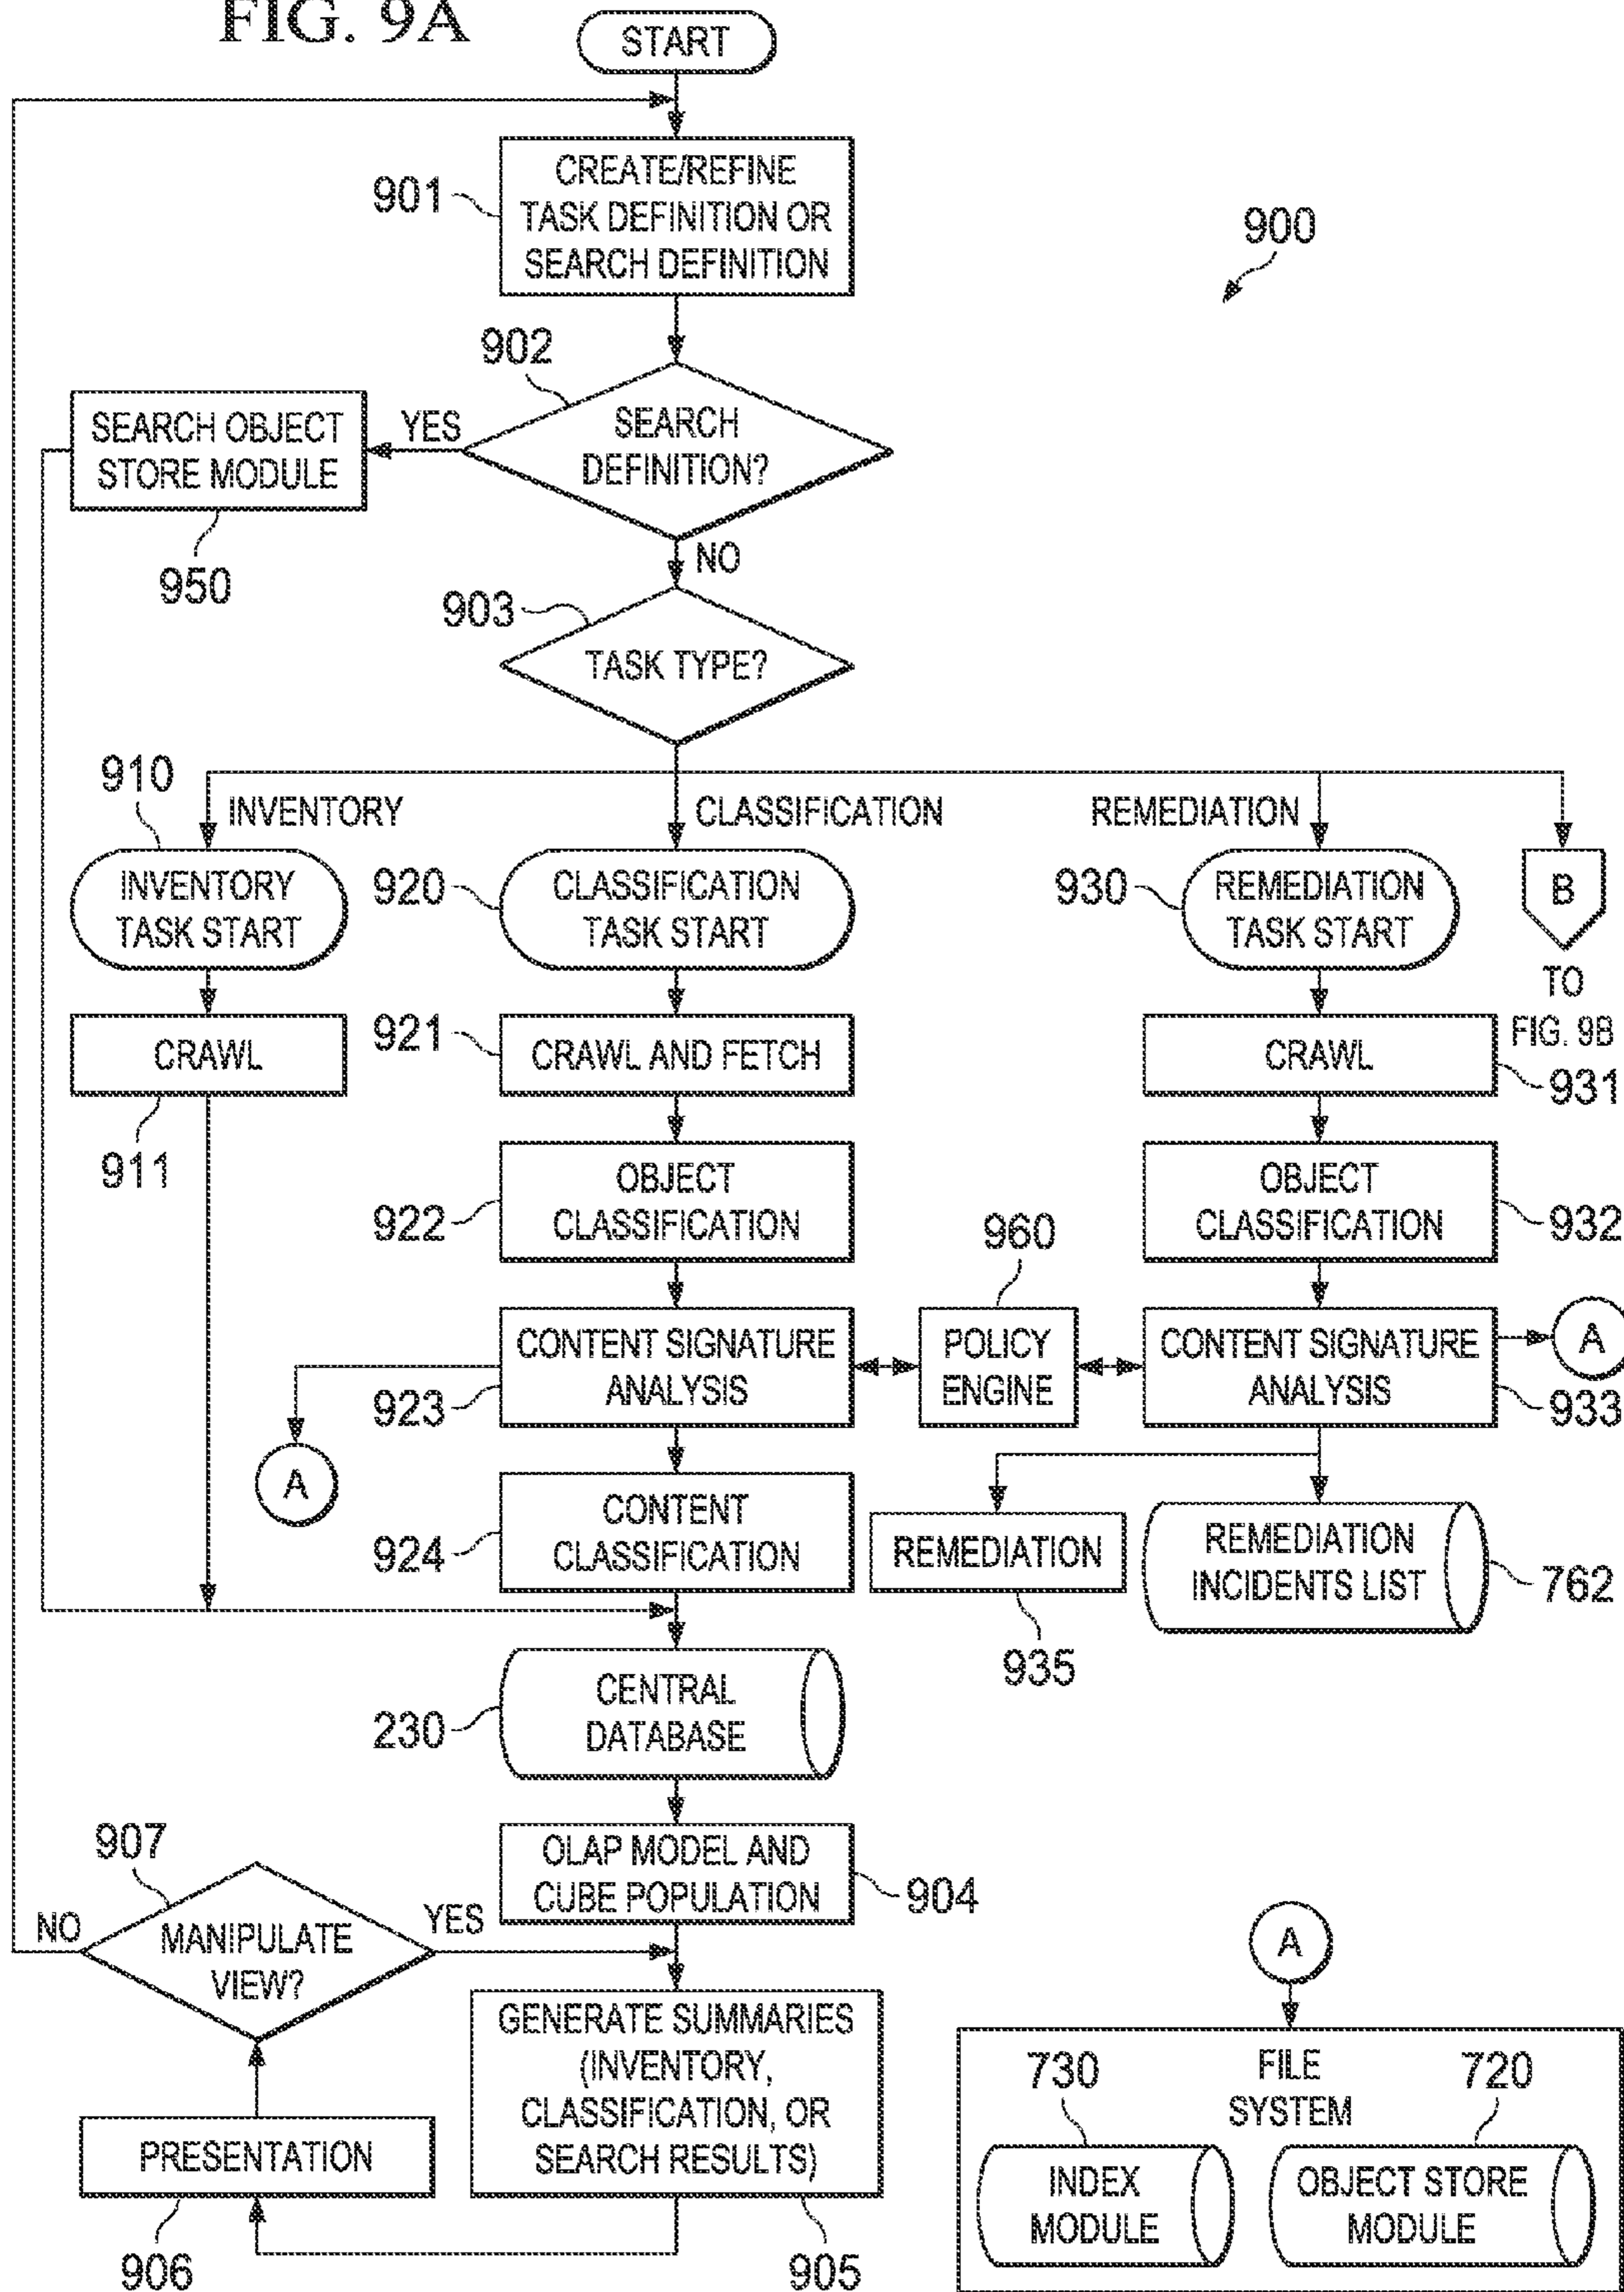 FIG. 9A
START
901
CREATE/REFINE
TASK DEFINITION OR
SEARCH DEFINITION
900
902
SEARCH
DEFINITION?
YES
SEARCH OBJECT
STORE MODULE
950
NO
903
TASK TYPE?
910
INVENTORY
CLASSIFICATION
REMEDIATION
INVENTORY
TASK START
920
CLASSIFICATION
TASK START
930
REMEDIATION
TASK START
B
TO
FIG. 9B
CRAWL
911
921
CRAWL AND FETCH
CRAWL
931
922
OBJECT
CLASSIFICATION
OBJECT
CLASSIFICATION
932
960
923
CONTENT SIGNATURE
ANALYSIS
POLICY
ENGINE
CONTENT SIGNATURE
ANALYSIS
A
933
A
924
CONTENT
CLASSIFICATION
REMEDIATION
935
REMEDIATION
INCIDENTS LIST
762
230
CENTRAL
DATABASE
OLAP MODEL AND
CUBE POPULATION
904
907
NO
MANIPULATE
VIEW?
YES
GENERATE SUMMARIES
(INVENTORY,
CLASSIFICATION, OR
SEARCH RESULTS)
905
PRESENTATION
906
A
FILE
SYSTEM
730
INDEX
MODULE
720
OBJECT STORE
MODULE